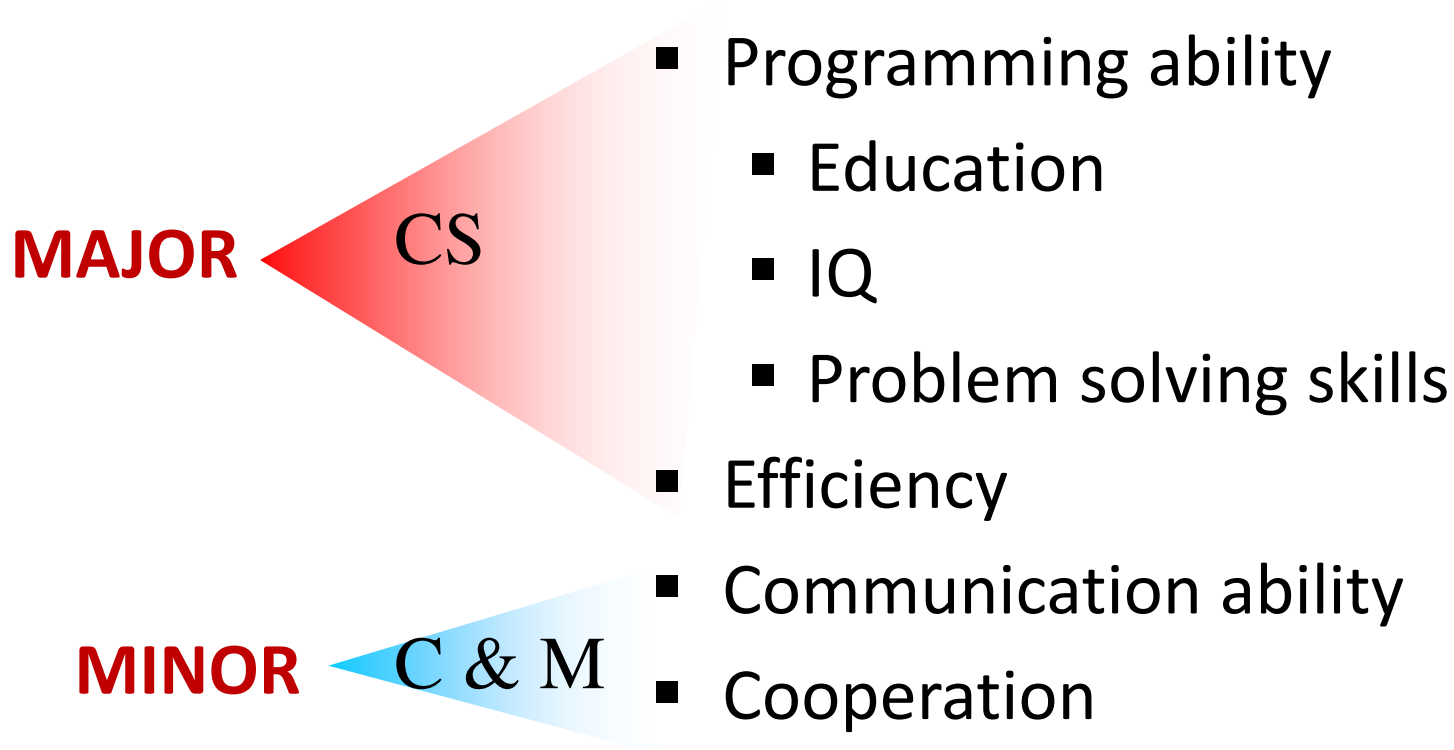 Programming ability
Education
MAJOR
CS
IQ
Problem solving skills
Efficiency
Communication ability
MINOR
C & M
Cooperation